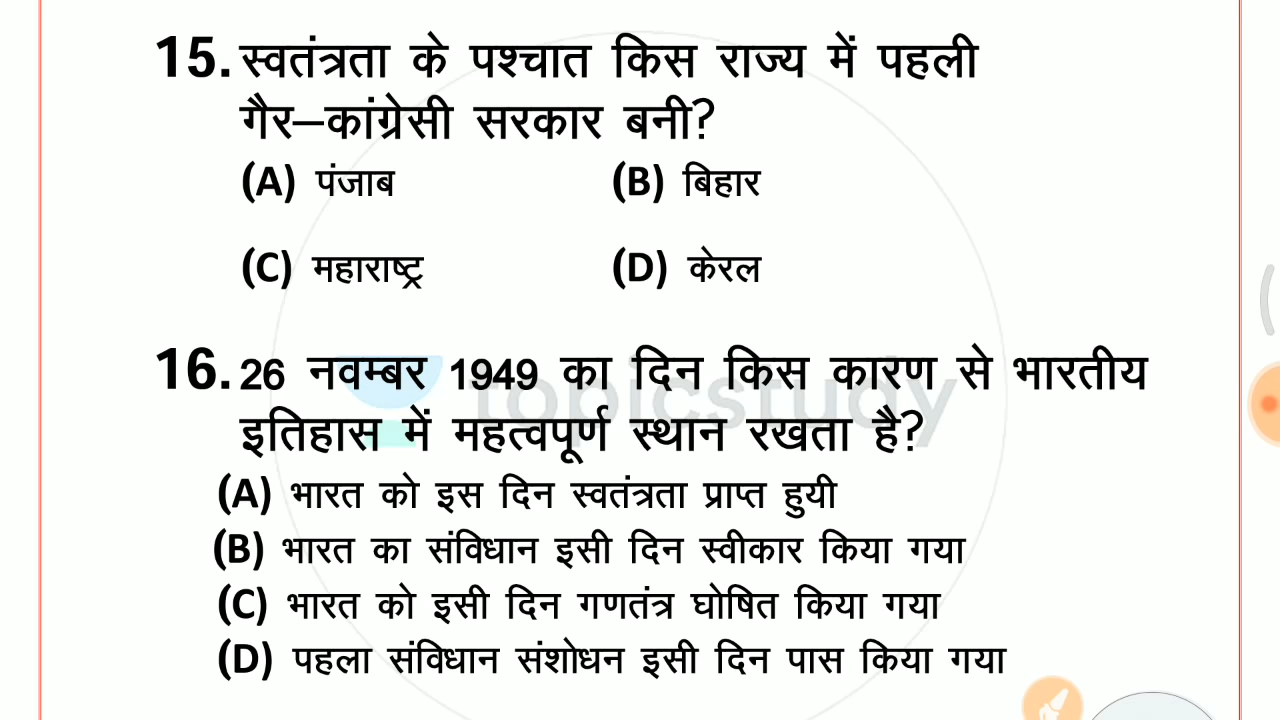 15. स्वतंत्रता के पश्चात किस राज्य में पहली
गैर–कांग्रेसी सरकार बनी?
(A) पंजाब (B) बिहार
(C) महाराष्ट्र (D) केरल
16. 26 नवम्बर 1949 का दिन किस कारण से भारतीय
topicstudy
इतिहास में महत्वपूर्ण स्थान रखता है?
(A) भारत को इस दिन स्वतंत्रता प्राप्त हुयी
(B) भारत का संविधान इसी दिन स्वीकार किया गया
(C) भारत को इसी दिन गणतंत्र घोषित किया गया
(D) पहला संविधान संशोधन इसी दिन पास किया गया